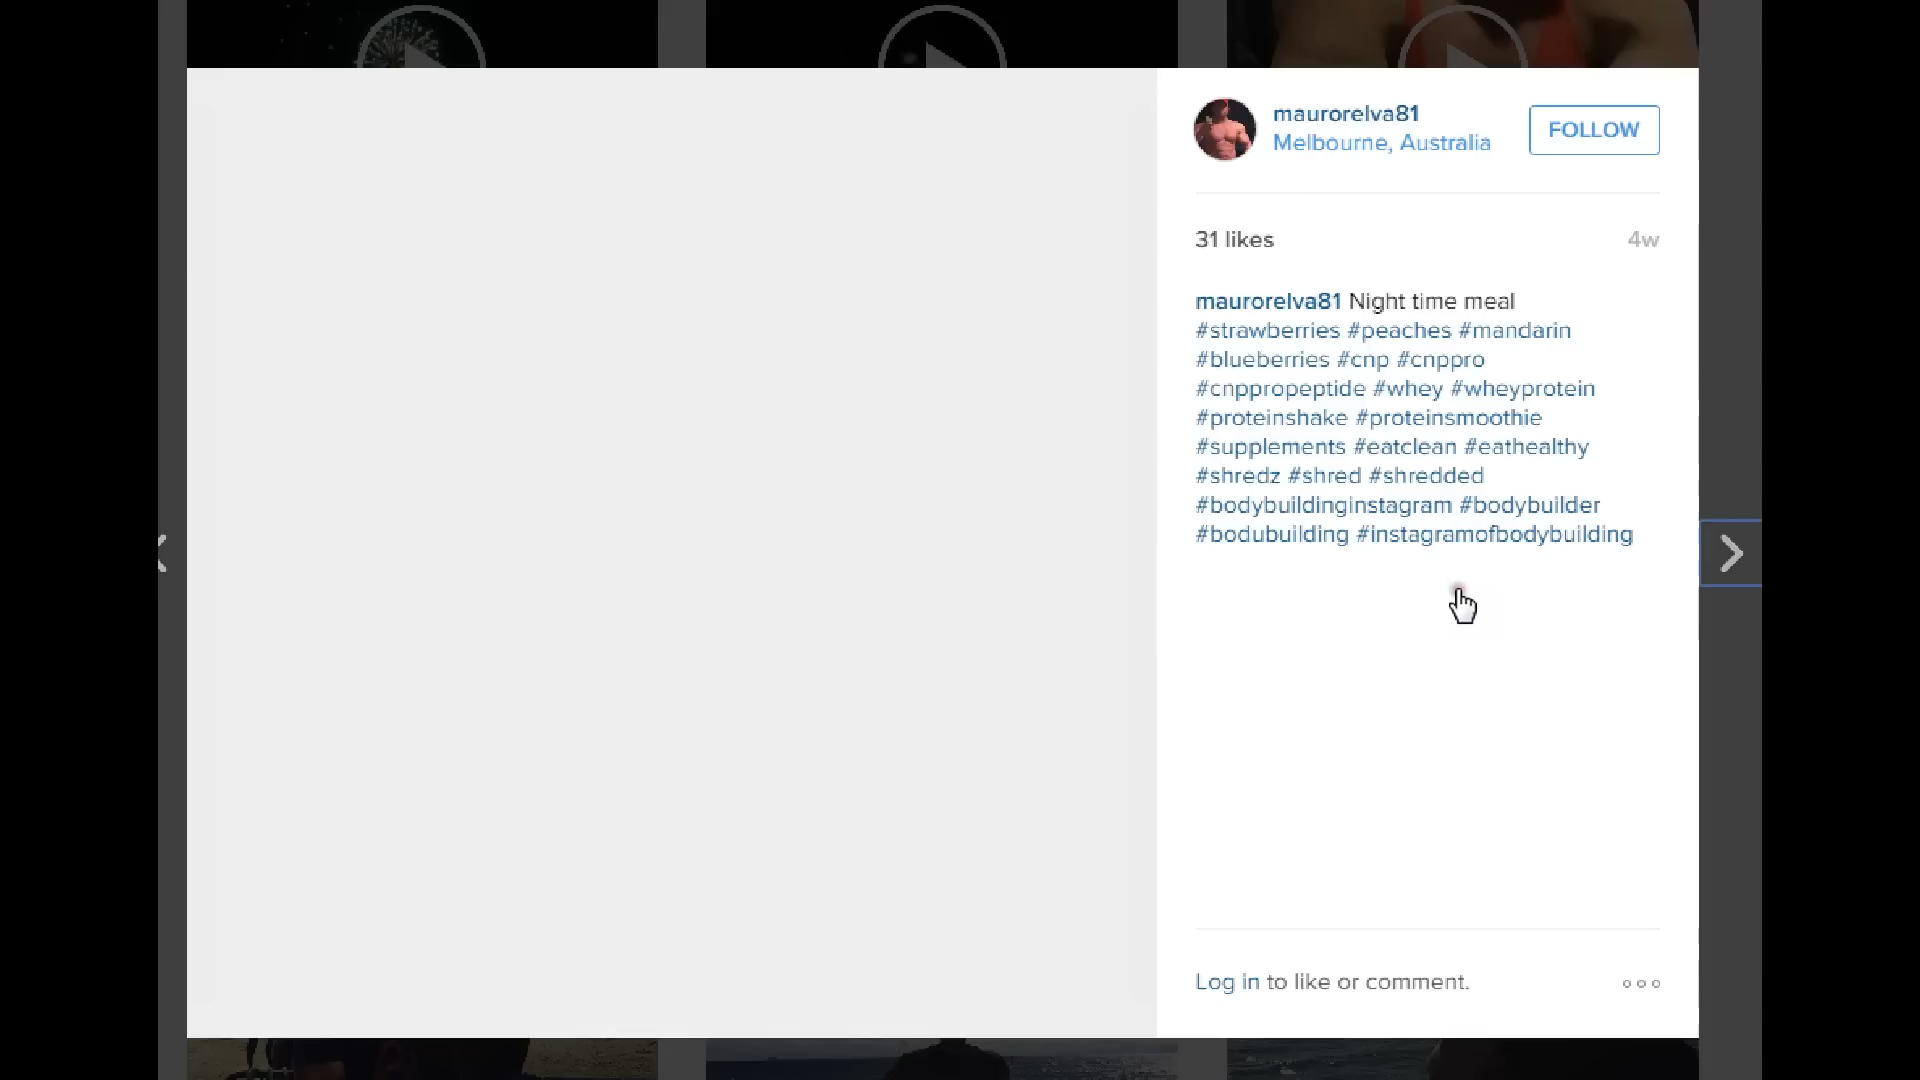 maurorelva81
Melbourne, Australia
FOLLOW
31 likes
4w
maurorelva81 Night time meal
#strawberries #peaches #mandarin
#blueberries #cnp #cnppro
#cnppropeptide #whey #wheyprotein
#proteinshake #proteinsmoothie
#supplements #eatclean #eathealthy
#shredz #shred #shredded
#bodybuildinginstagram #bodybuilder
#bodubuilding #instagramofbodybuilding
Log in to like or comment.